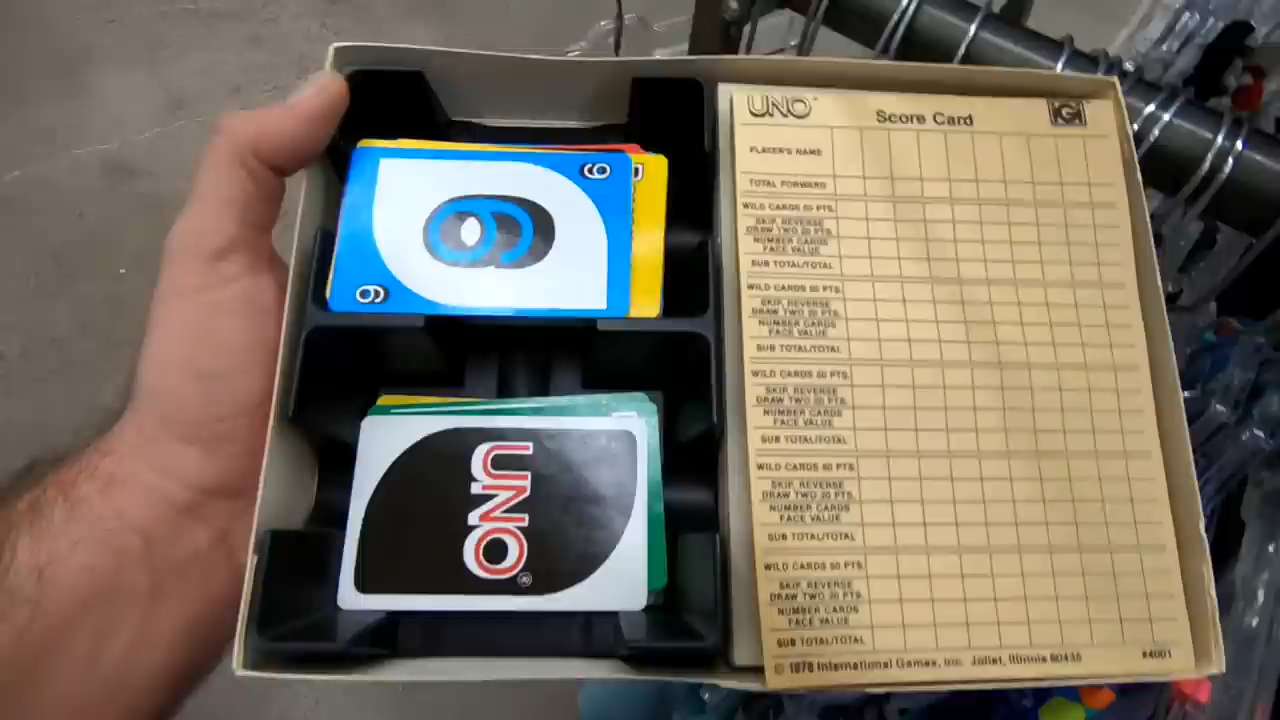 9
9
UNO®
UNO™
Score Card
IG
PLAYER'S NAME
TOTAL FORWARD
WILD CARDS 50 PTS.
SKIP, REVERSE
DRAW TWO 20 PTS.
NUMBER CARDS
FACE VALUE
SUB TOTAL/TOTAL
WILD CARDS 50 PTS.
SKIP, REVERSE
DRAW TWO 20 PTS.
NUMBER CARDS
FACE VALUE
SUB TOTAL/TOTAL
WILD CARDS 50 PTS.
SKIP, REVERSE
DRAW TWO 20 PTS.
NUMBER CARDS
FACE VALUE
SUB TOTAL/TOTAL
WILD CARDS 50 PTS.
SKIP, REVERSE
DRAW TWO 20 PTS.
NUMBER CARDS
FACE VALUE
SUB TOTAL/TOTAL
WILD CARDS 50 PTS.
SKIP, REVERSE
DRAW TWO 20 PTS.
NUMBER CARDS
FACE VALUE
SUB TOTAL/TOTAL
© 1978 International Games, Inc. Joliet, Illinois 60435
#4001